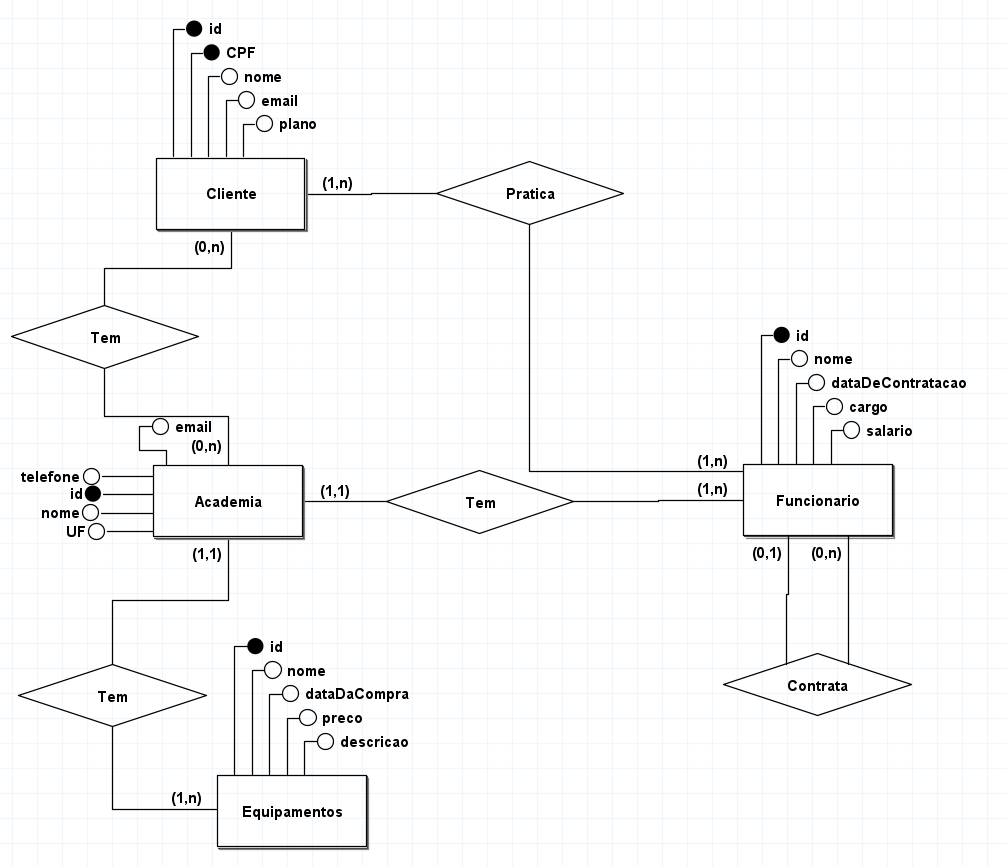 id
CPF
nome
email
plano
Cliente
(1,n)
Pratica
(0,n)
Tem
id
nome
dataDeContratacao
cargo
salario
email
(0,n)
telefone
id
nome
UF
Academia
(1,1)
Tem
(1,n)
(1,n)
Funcionario
(1,1)
(0,1)
(0,n)
Contrata
id
nome
dataDaCompra
preco
descricao
Tem
(1,n)
Equipamentos